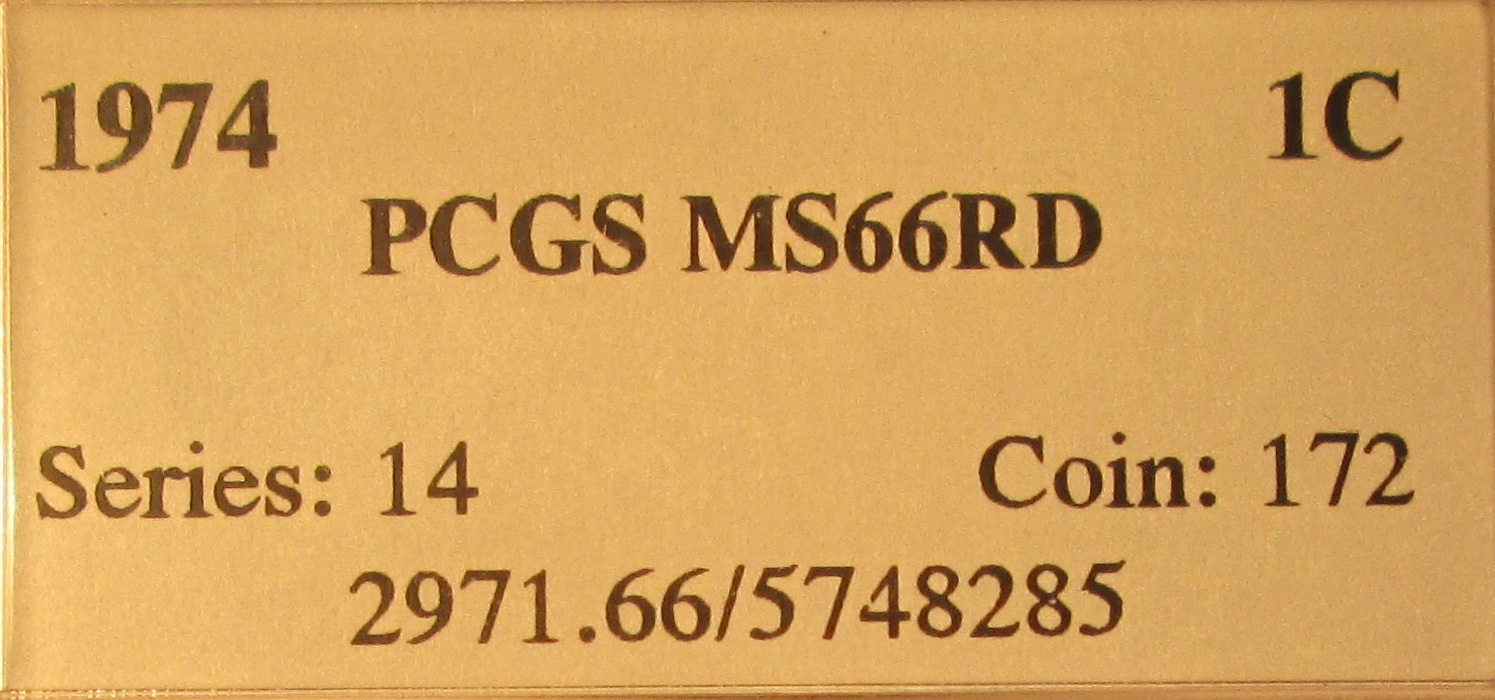 1974 1C
PCGS MS66RD
Series: 14 Coin: 172
2971.66/5748285